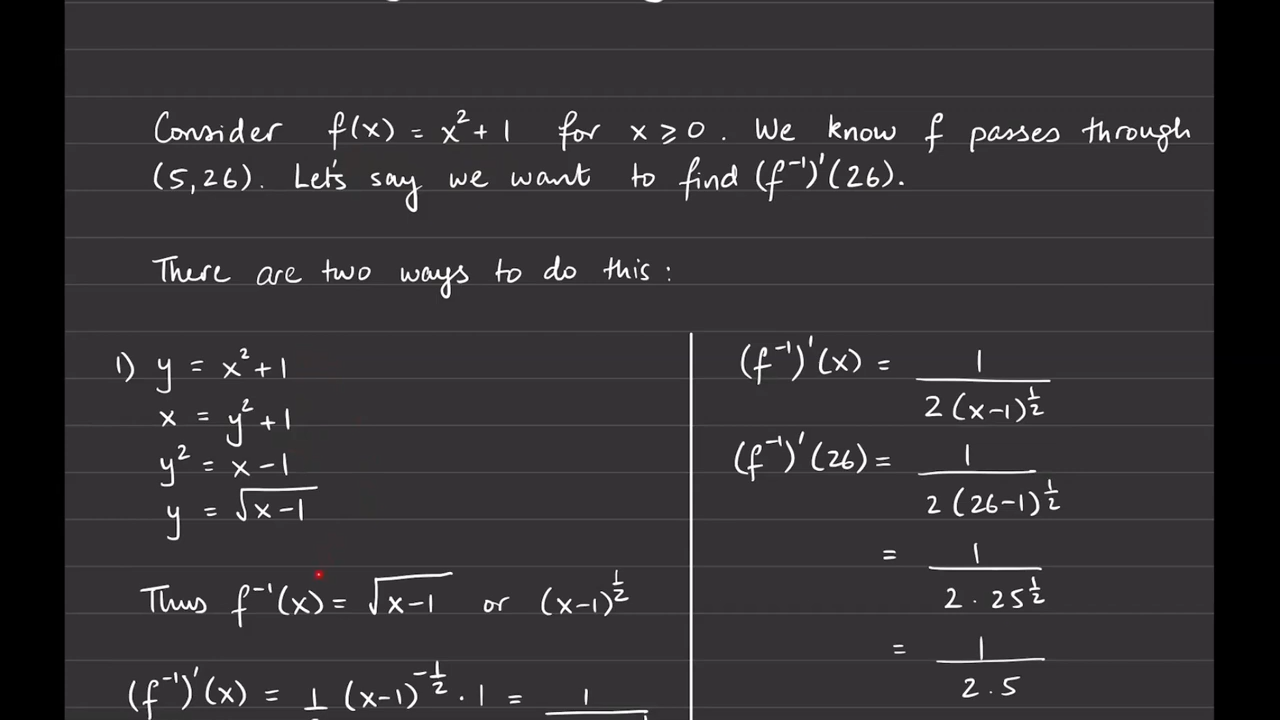 Consider f(x) = x² + 1 for x ≥ 0. We know f passes through
(5,26). Let's say we want to find (f⁻¹)'(26).
There are two ways to do this:
1) y = x² + 1
x = y² + 1
y² = x - 1
y = √(x-1)
Thus f⁻¹(x) = √(x-1) or (x-1)^(1/2)
(f⁻¹)'(x) = 1/2 (x-1)^(-1/2) · 1 = 1
(f⁻¹)'(x) = 1 / (2(x-1)^(1/2))
(f⁻¹)'(26) = 1 / (2(26-1)^(1/2))
= 1 / (2 · 25^(1/2))
= 1 / (2 . 5)